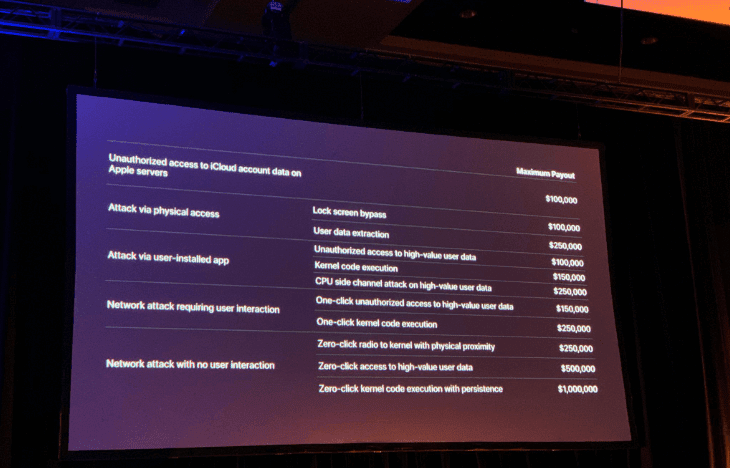 Maximum Payout
Unauthorized access to iCloud account data on
Apple servers
$100,000
Attack via physical access
Lock screen bypass
$100,000
User data extraction
$250,000
Attack via user-installed app
Unauthorized access to high-value user data
$100,000
Kernel code execution
$150,000
CPU side channel attack on high-value user data
$250,000
Network attack requiring user interaction
One-click unauthorized access to high-value user data
$150,000
One-click kernel code execution
$250,000
Network attack with no user interaction
Zero-click radio to kernel with physical proximity
$250,000
Zero-click access to high-value user data
$500,000
Zero-click kernel code execution with persistence
$1,000,000